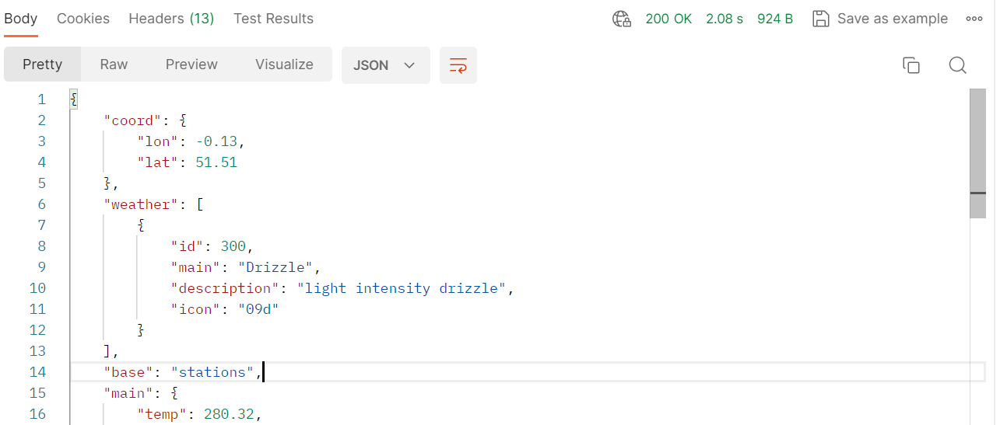 Body Cookies Headers (13) Test Results 200 OK 2.08 s 924 B Save as example
Pretty Raw Preview Visualize JSON
1 {
2 "coord": {
3 "lon": -0.13,
4 "lat": 51.51
5 },
6 "weather": [
7 {
8 "id": 300,
9 "main": "Drizzle",
10 "description": "light intensity drizzle",
11 "icon": "09d"
12 }
13 ],
14 "base": "stations",
15 "main": {
16 "temp": 280.32,